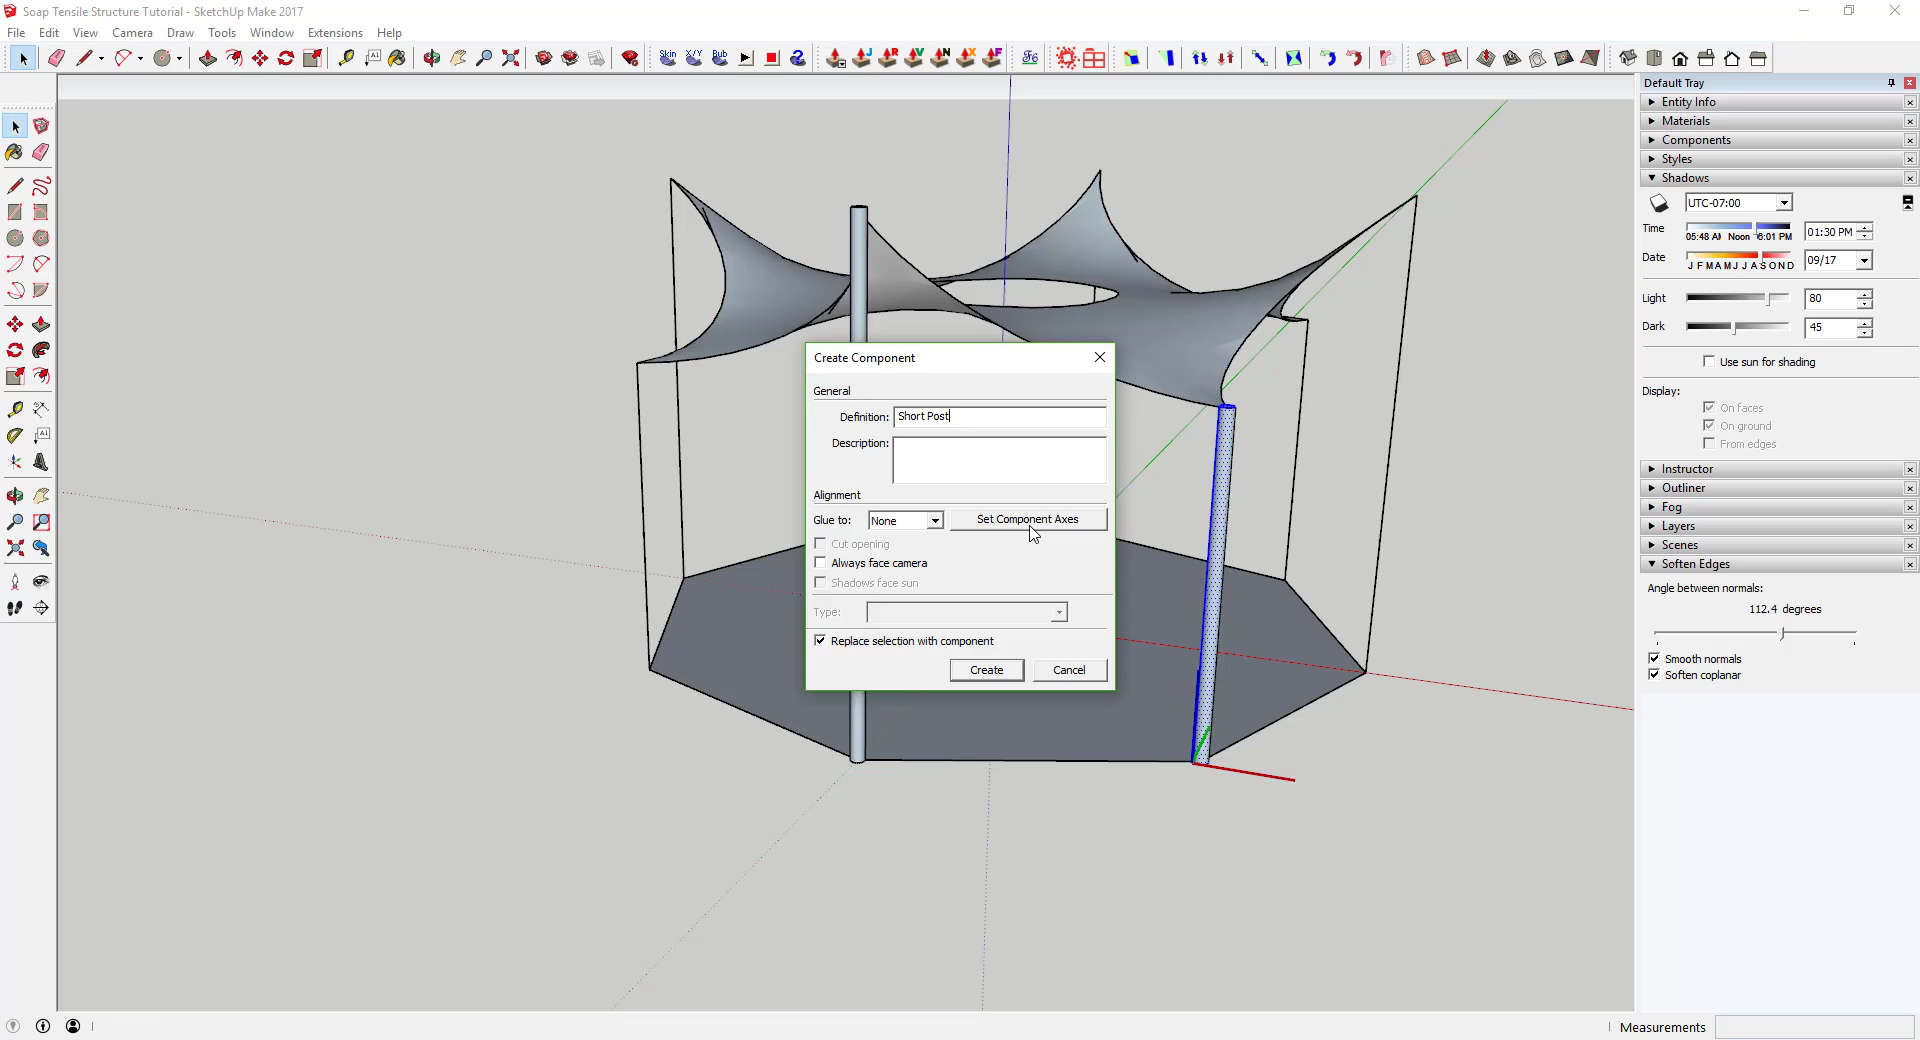 Soap Tensile Structure Tutorial - SketchUp Make 2017
File Edit View Camera Draw Tools Window Extensions Help
Skin X/Y Bub
J R V N X F
Default Tray
Entity Info
Materials
Components
Styles
Shadows
UTC-07:00
Time 05:48 AM Noon 6:01 PM 01:30 PM
Date J F M A M J J A S O N D 09/17
Light 80
Dark 45
Use sun for shading
Display:
On faces
On ground
From edges
Instructor
Outliner
Fog
Layers
Scenes
Soften Edges
Angle between normals:
112.4 degrees
Smooth normals
Soften coplanar
Create Component
General
Definition: Short Post
Description:
Alignment
Glue to: None Set Component Axes
Cut opening
Always face camera
Shadows face sun
Type:
Replace selection with component
Create Cancel
Measurements